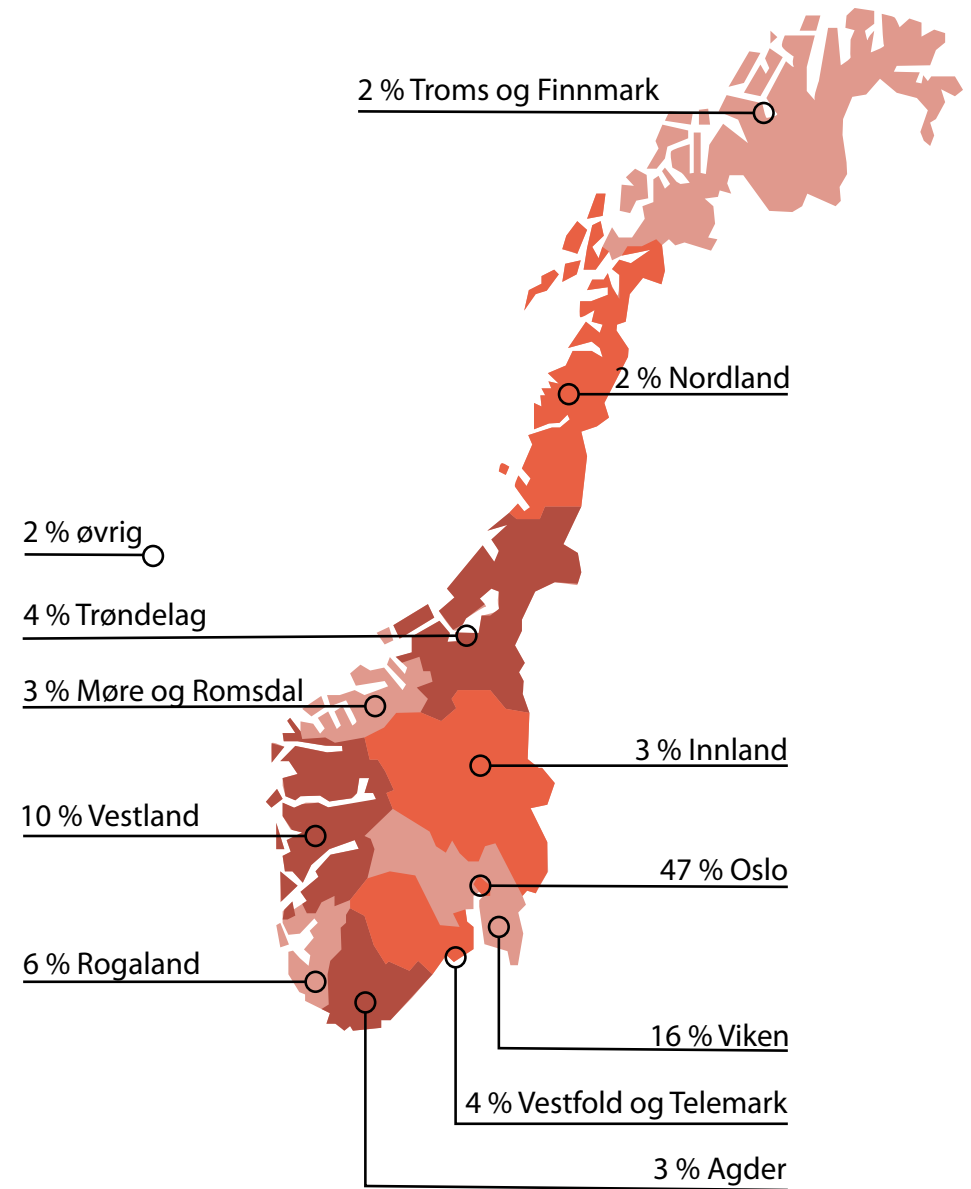 2 % Troms og Finnmark
2 % Nordland
2 % øvrig
4 % Trøndelag
3 % Møre og Romsdal
3 % Innland
10 % Vestland
47 % Oslo
6 % Rogaland
16 % Viken
4 % Vestfold og Telemark
3 % Agder